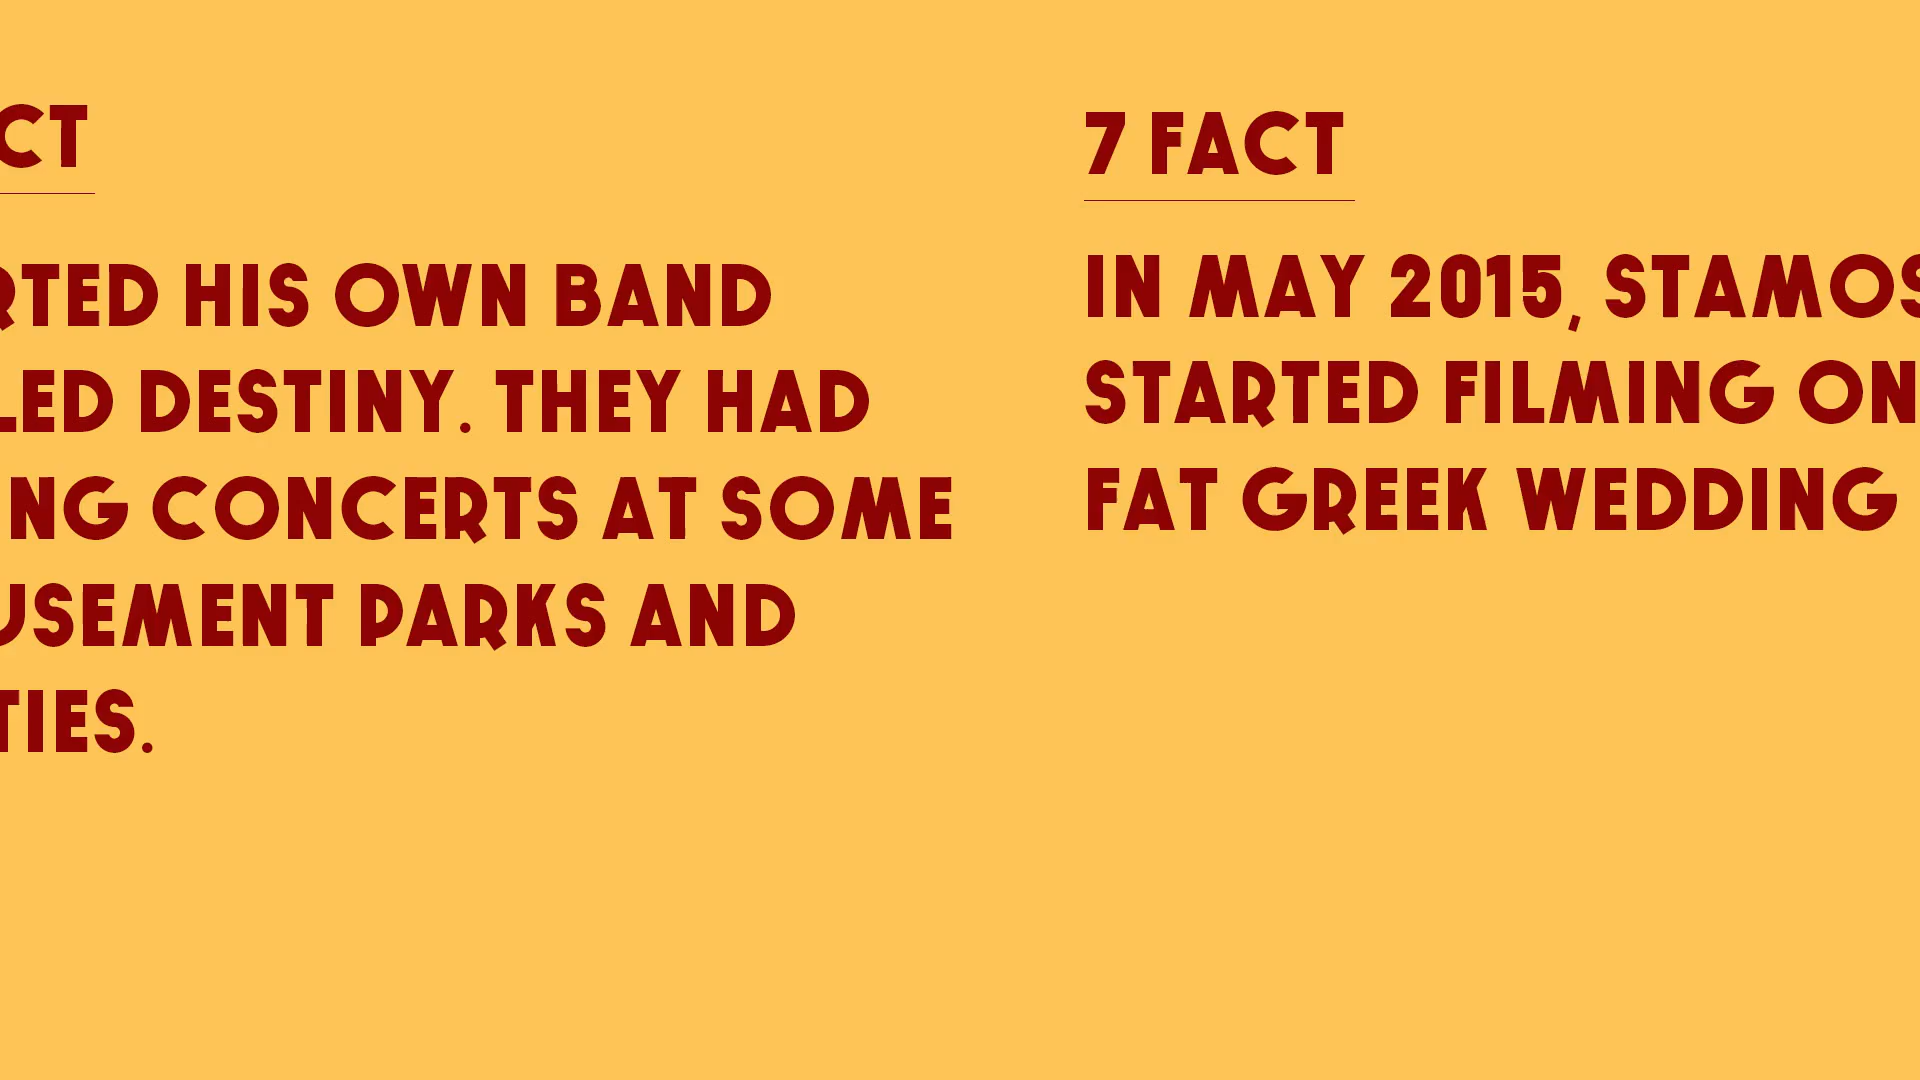 CT
RTED HIS OWN BAND
LED DESTINY. THEY HAD
ING CONCERTS AT SOME
USEMENT PARKS AND
TIES.
7 FACT
IN MAY 2015, STAMOS
STARTED FILMING ON
FAT GREEK WEDDING